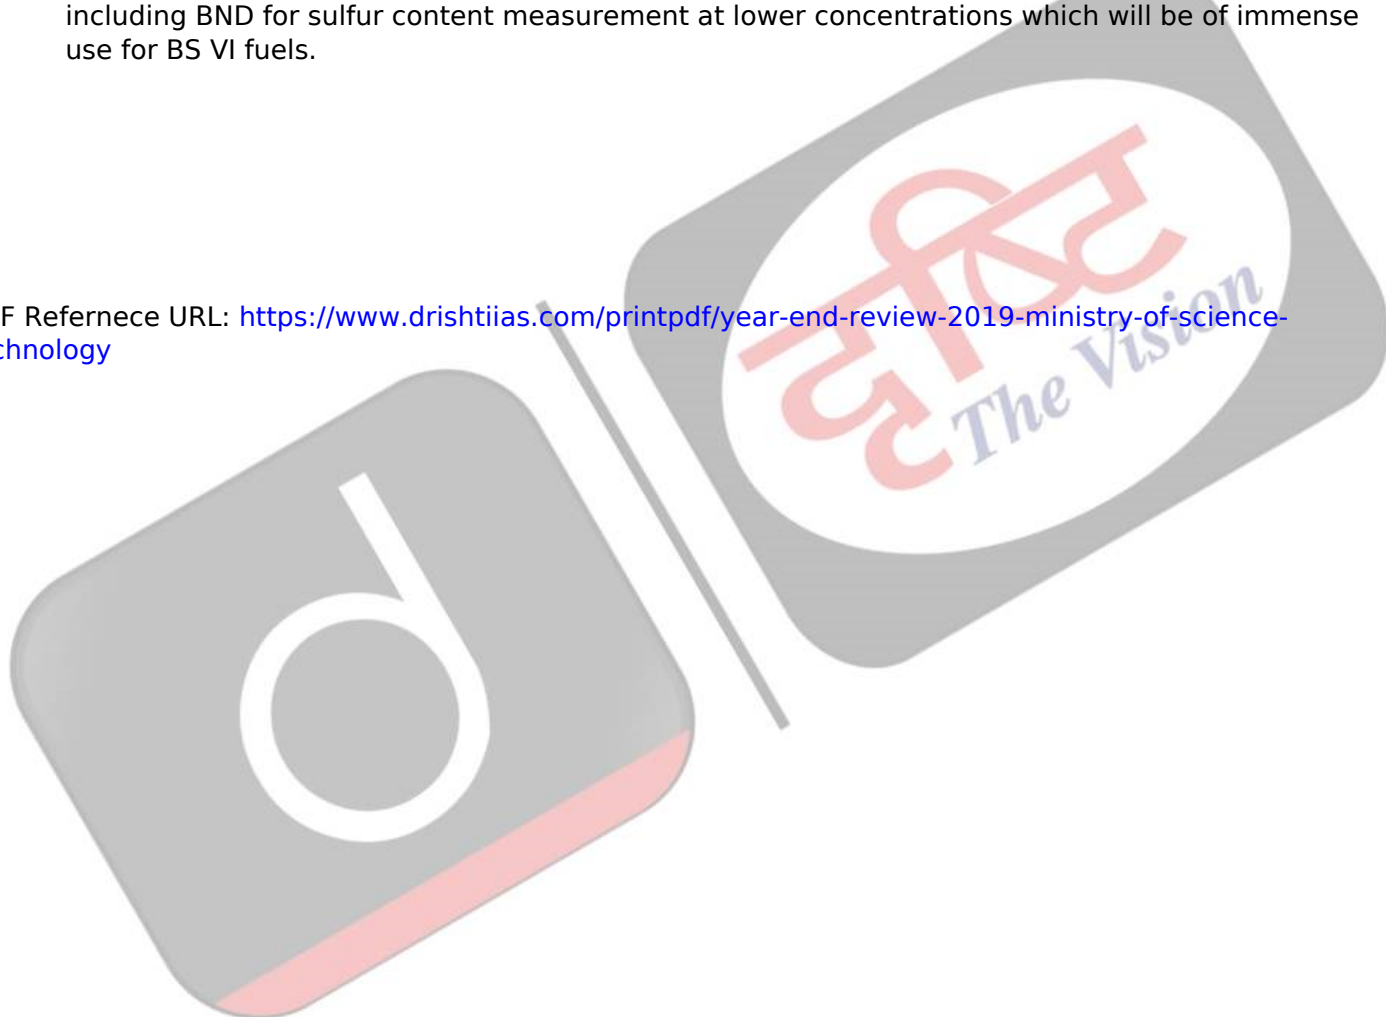 including BND for sulfur content measurement at lower concentrations which will be of immense
use for BS VI fuels.
F Refernece URL: https://www.drishtiias.com/printpdf/year-end-review-2019-ministry-of-science-
chnology
दृष्टि
The Vision
d